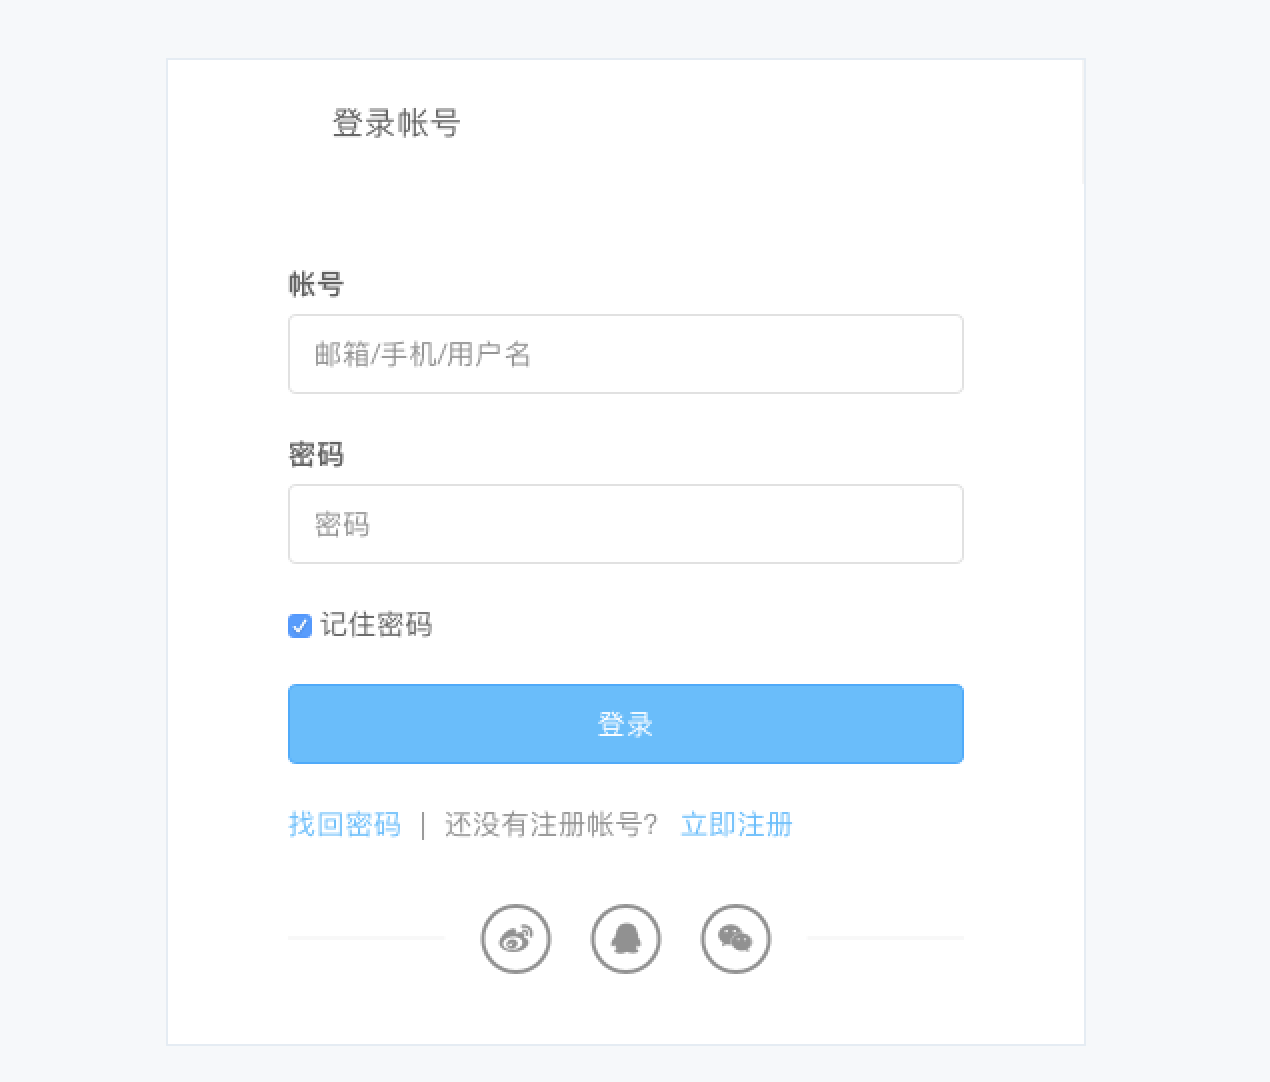 登录帐号
帐号
邮箱/手机/用户名
密码
密码
记住密码
登录
找回密码 | 还没有注册帐号? 立即注册